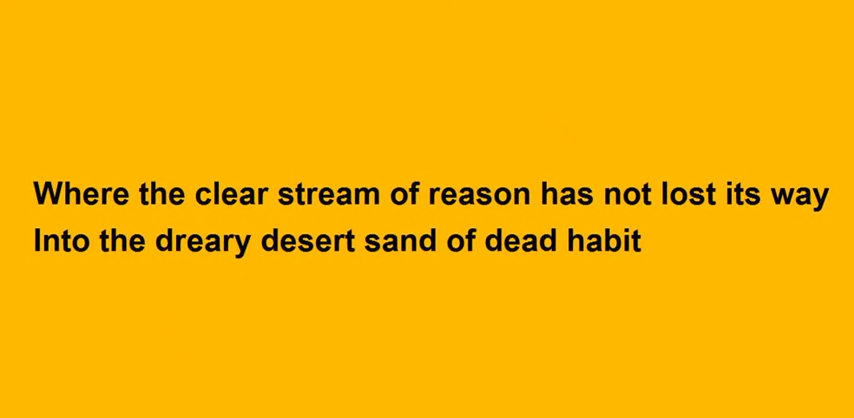 Where the clear stream of reason has not lost its way
Into the dreary desert sand of dead habit